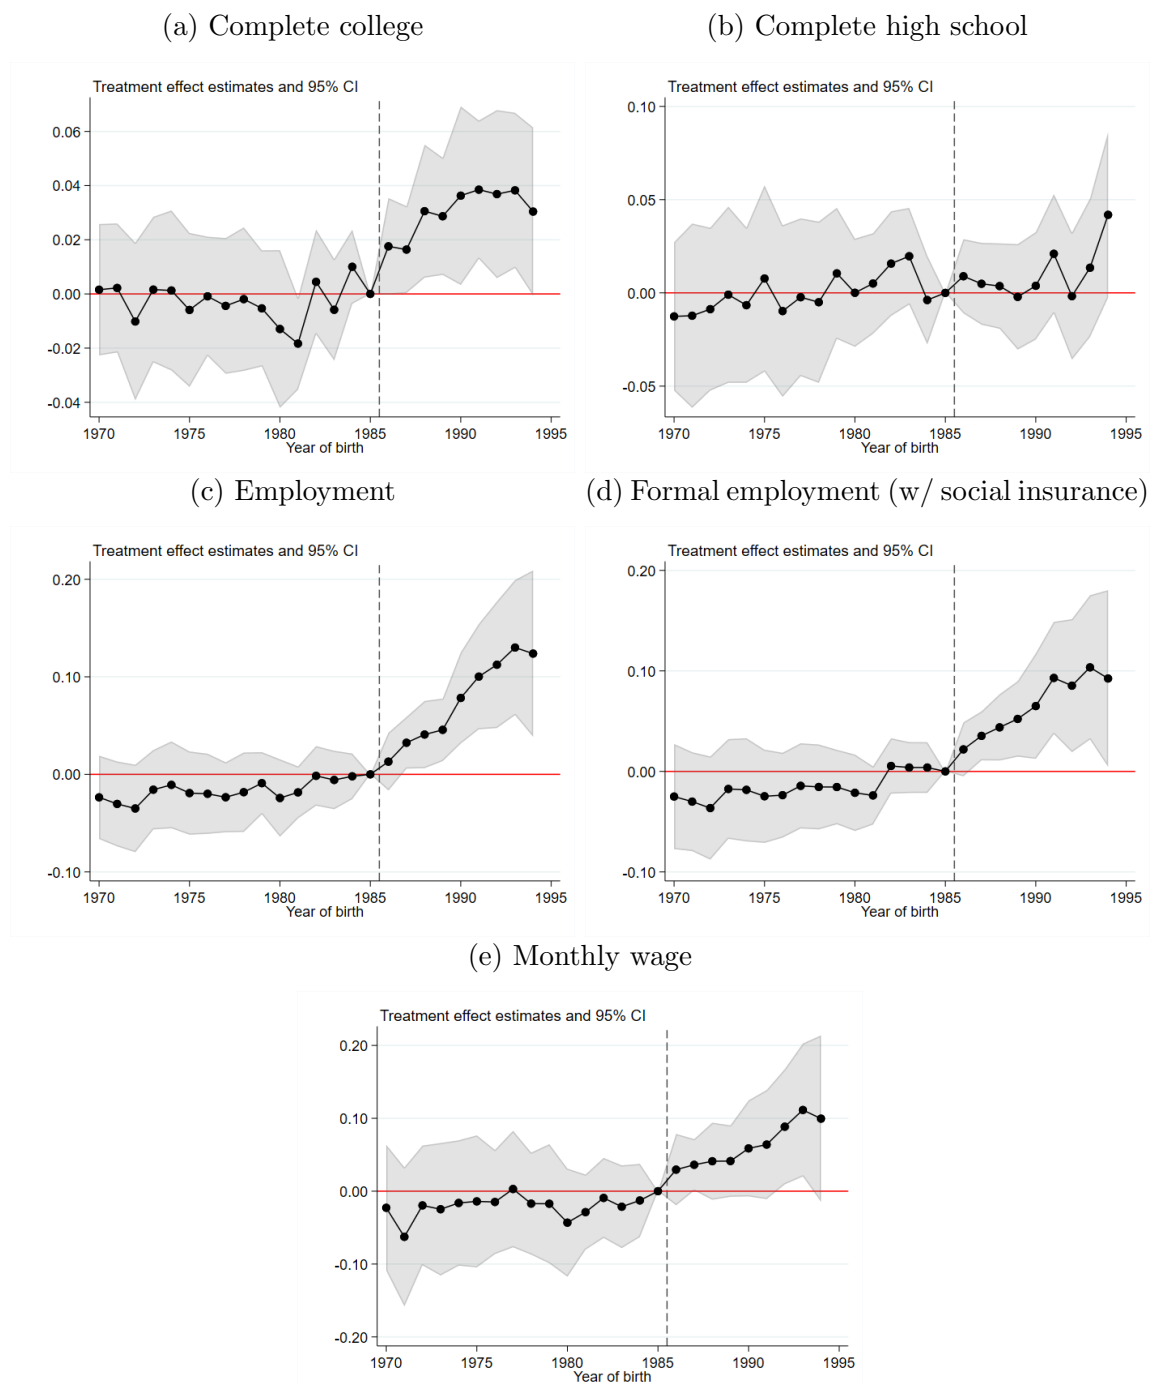 (a) Complete college
(b) Complete high school
Treatment effect estimates and 95% CI
0.06
0.04
0.02
0.00
-0.02
-0.04
1970 1975 1980 1985 1990 1995
Year of birth
Treatment effect estimates and 95% CI
0.10
0.05
0.00
-0.05
1970 1975 1980 1985 1990 1995
Year of birth
(c) Employment
(d) Formal employment (w/ social insurance)
Treatment effect estimates and 95% CI
0.20
0.10
0.00
-0.10
1970 1975 1980 1985 1990 1995
Year of birth
Treatment effect estimates and 95% CI
0.20
0.10
0.00
-0.10
1970 1975 1980 1985 1990 1995
Year of birth
(e) Monthly wage
Treatment effect estimates and 95% CI
0.20
0.10
0.00
-0.10
-0.20
1970 1975 1980 1985 1990 1995
Year of birth